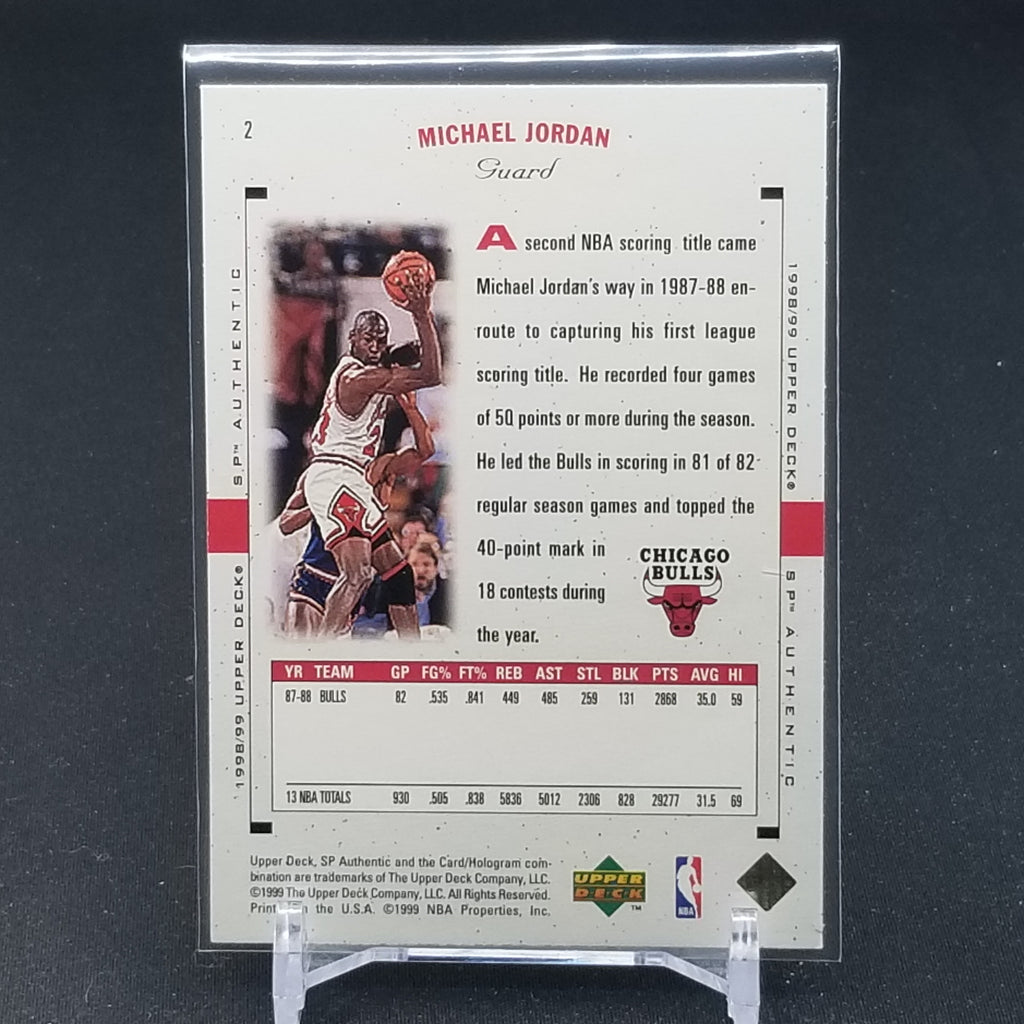 2
MICHAEL JORDAN
Guard
A second NBA scoring title came
Michael Jordan's way in 1987-88 en-
route to capturing his first league
scoring title. He recorded four games
of 50 points or more during the season.
He led the Bulls in scoring in 81 of 82
regular season games and topped the
40-point mark in
18 contests during
the year.
CHICAGO
BULLS
SP™ AUTHENTIC
1998/99 UPPER DECK®
1998/99 UPPER DECK®
SP™ AUTHENTIC
YR TEAM GP FG% FT% REB AST STL BLK PTS AVG HI
87-88 BULLS 82 .535 .841 449 485 259 131 2868 35.0 59
13 NBA TOTALS 930 .505 .838 5836 5012 2306 828 29277 31.5 69
Upper Deck, SP Authentic and the Card/Hologram com-
bination are trademarks of The Upper Deck Company, LLC.
©1999 The Upper Deck Company, LLC. All Rights Reserved.
in the U.S.A. ©1999 NBA Properties, Inc.
UPPER
DECK™
NBA